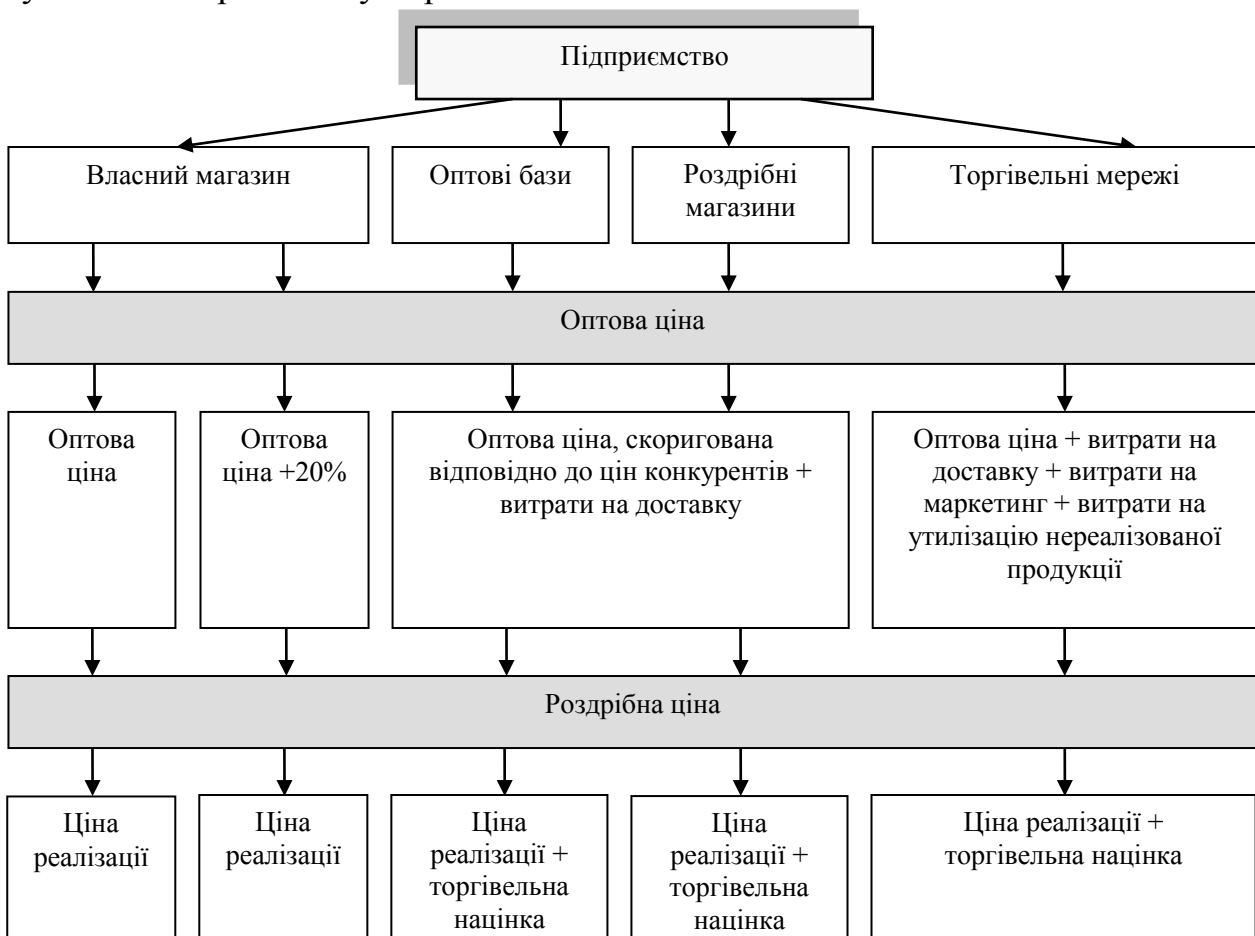 Підприємство
Власний магазин
Оптові бази
Роздрібні
магазини
Торгівельні мережі
Оптова ціна
Оптова
ціна
Оптова
ціна +20%
Оптова ціна, скоригована
відповідно до цін конкурентів +
витрати на доставку
Оптова ціна + витрати на
доставку + витрати на
маркетинг + витрати на
утилізацію нереалізованої
продукції
Роздрібна ціна
Ціна
реалізації
Ціна
реалізації
Ціна
реалізації +
торгівельна
націнка
Ціна
реалізації +
торгівельна
націнка
Ціна реалізації +
торгівельна націнка